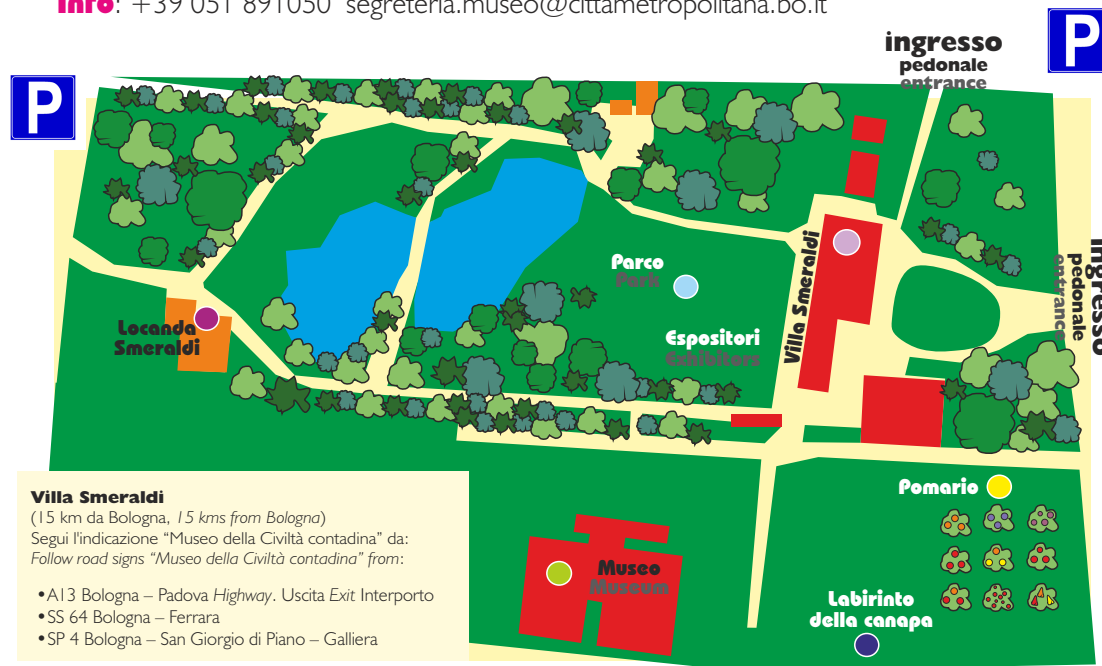 Info: +39 051 891050 segreteria.museo@cittametropolitana.bo.it
P
ingresso
pedonale
entrance
P
ingresso
pedonale
entrance
Parco
Park
Villa Smeraldi
Espositori
Exhibitors
Locanda
Smeraldi
Pomario
Museo
Museum
Labirinto
della canapa
Villa Smeraldi
(15 km da Bologna, 15 kms from Bologna)
Segui l'indicazione “Museo della Civiltà contadina” da:
Follow road signs “Museo della Civiltà contadina” from:
•A13 Bologna – Padova Highway. Uscita Exit Interporto
•SS 64 Bologna – Ferrara
•SP 4 Bologna – San Giorgio di Piano – Galliera